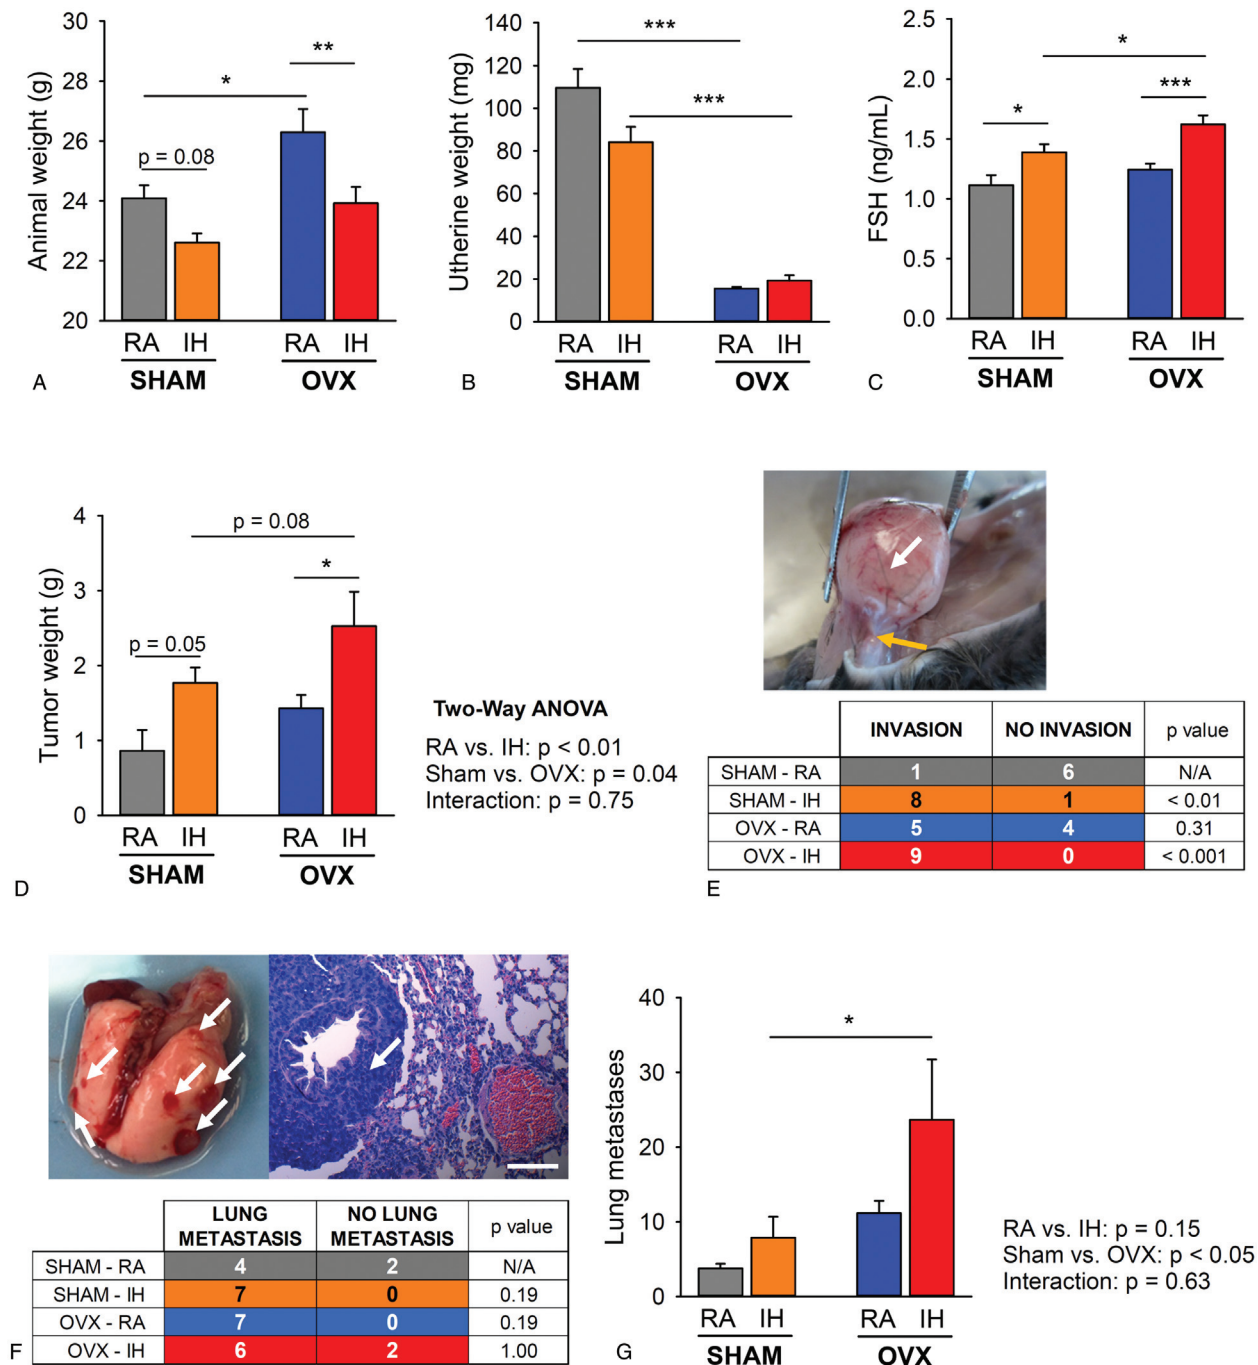 30
28
26
24
22
20
Animal weight (g)
*
**
p = 0.08
RA IH RA IH
SHAM OVX
A
140
120
100
80
60
40
20
0
Utherine weight (mg)
***
***
RA IH RA IH
SHAM OVX
B
2.5
2.0
1.5
1.0
0.5
0.0
FSH (ng/mL)
*
*
***
RA IH RA IH
SHAM OVX
C
4
3
2
1
0
Tumor weight (g)
p = 0.08
*
p = 0.05
RA IH RA IH
SHAM OVX
Two-Way ANOVA
RA vs. IH: p < 0.01
Sham vs. OVX: p = 0.04
Interaction: p = 0.75
D
INVASION NO INVASION p value
SHAM - RA 1 6 N/A
SHAM - IH 8 1 < 0.01
OVX - RA 5 4 0.31
OVX - IH 9 0 < 0.001
E
LUNG METASTASIS NO LUNG METASTASIS p value
SHAM - RA 4 2 N/A
SHAM - IH 7 0 0.19
OVX - RA 7 0 0.19
OVX - IH 6 2 1.00
F
40
30
20
10
0
Lung metastases
*
RA IH RA IH
SHAM OVX
RA vs. IH: p = 0.15
Sham vs. OVX: p < 0.05
Interaction: p = 0.63
G